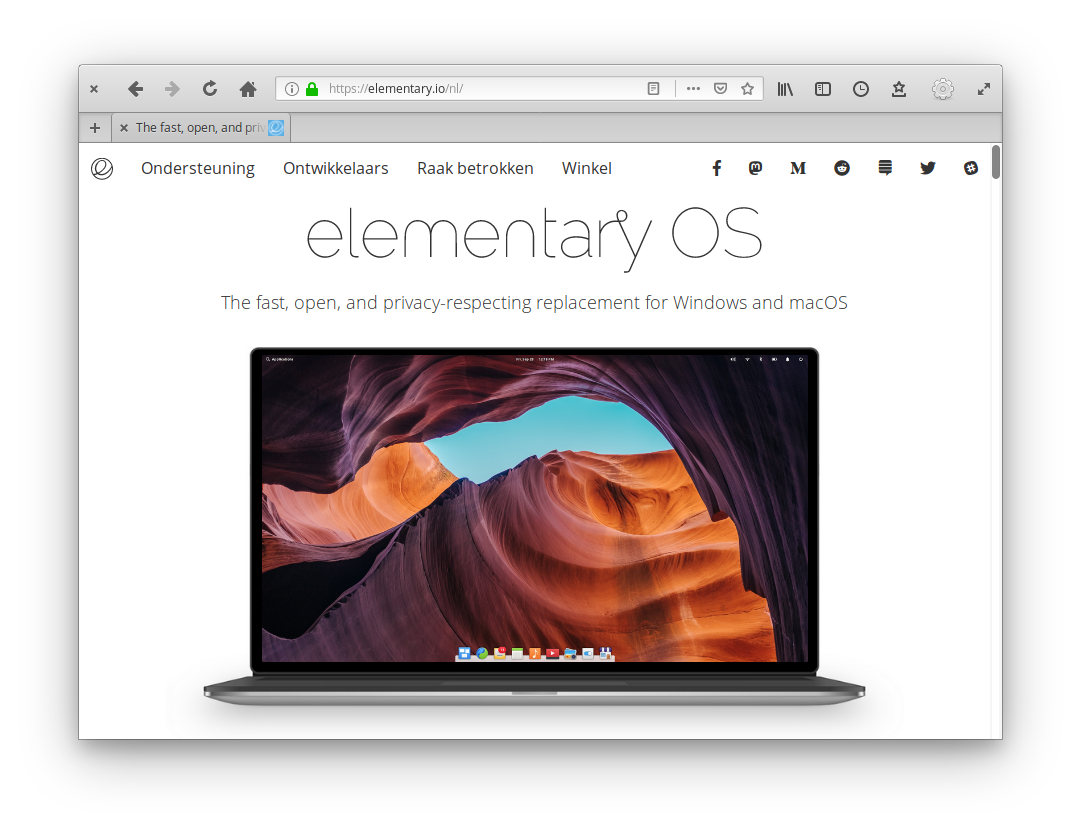 https://elementary.io/nl/
The fast, open, and priv
Ondersteuning Ontwikkelaars Raak betrokken Winkel
elementary OS
The fast, open, and privacy-respecting replacement for Windows and macOS
Applications